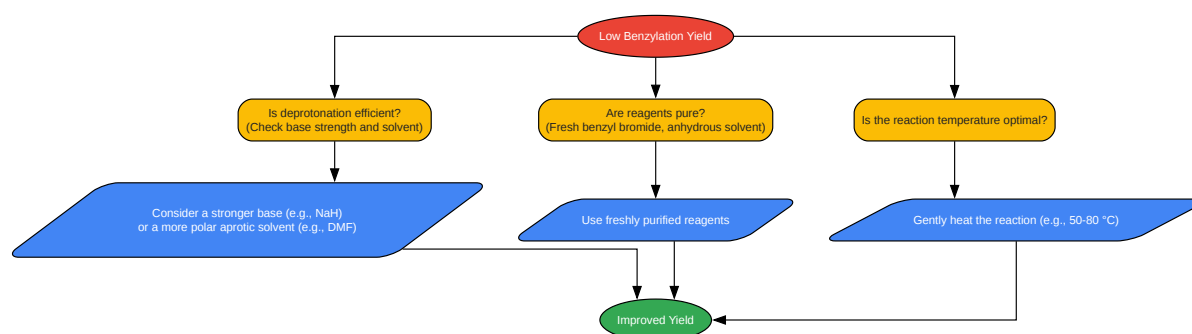 Low Benzylation Yield
Is deprotonation efficient?
(Check base strength and solvent)
Are reagents pure?
(Fresh benzyl bromide, anhydrous solvent)
Is the reaction temperature optimal?
Consider a stronger base (e.g., NaH)
or a more polar aprotic solvent (e.g., DMF)
Use freshly purified reagents
Gently heat the reaction (e.g., 50-80 °C)
Improved Yield